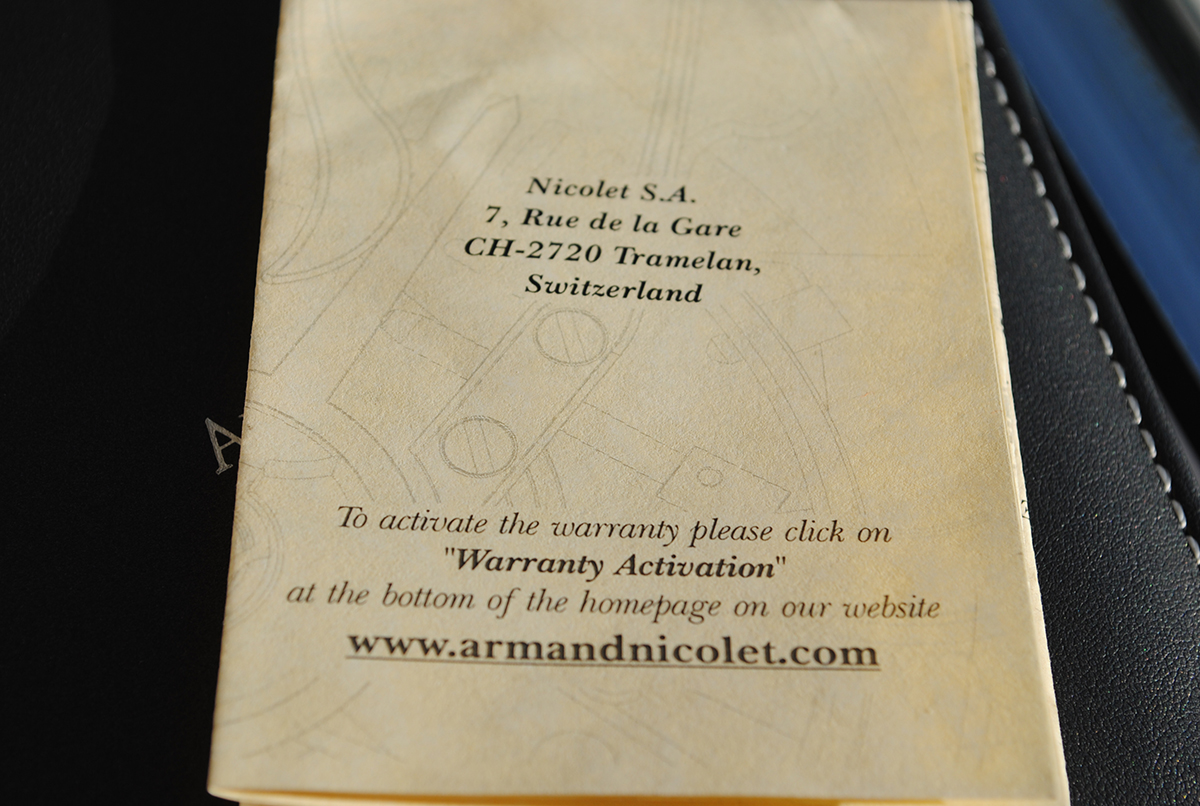 Nicolet S.A.
7, Rue de la Gare
CH-2720 Tramelan,
Switzerland
A
To activate the warranty please click on
"Warranty Activation"
at the bottom of the homepage on our website
www.armandnicolet.com